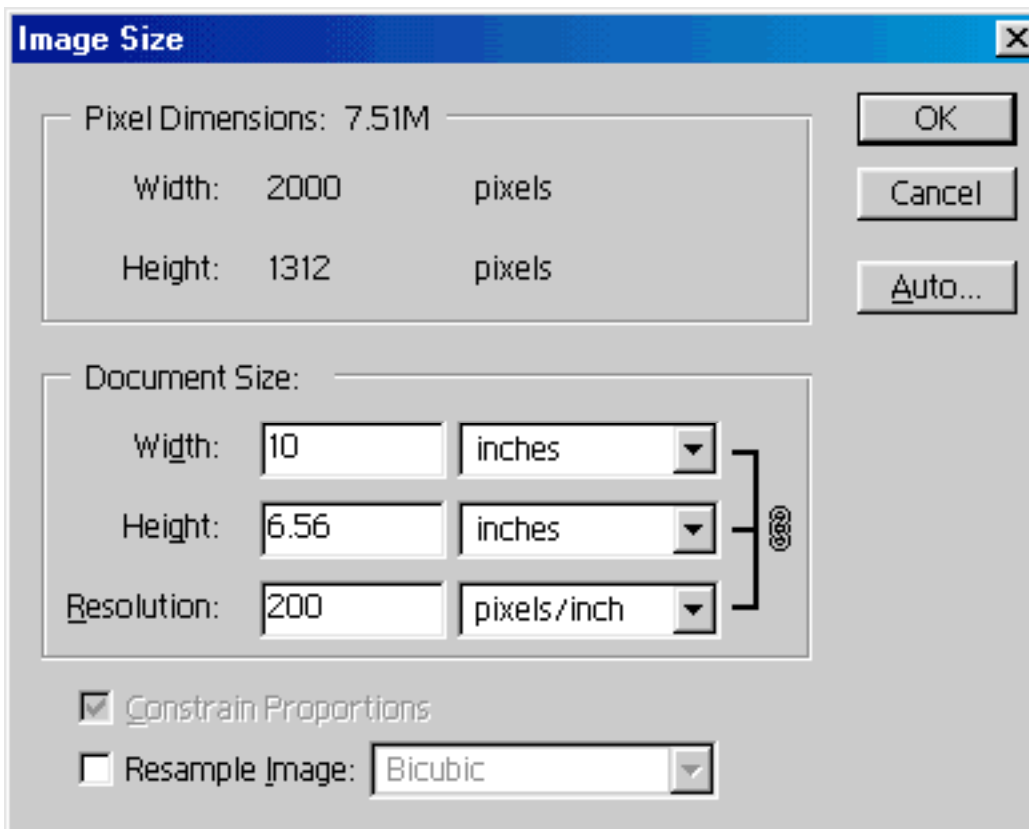 Image Size
Pixel Dimensions: 7.51M
Width: 2000 pixels
Height: 1312 pixels
OK
Cancel
Auto...
Document Size:
Width: 10 inches
Height: 6.56 inches
Resolution: 200 pixels/inch
Constrain Proportions
Resample Image: Bicubic